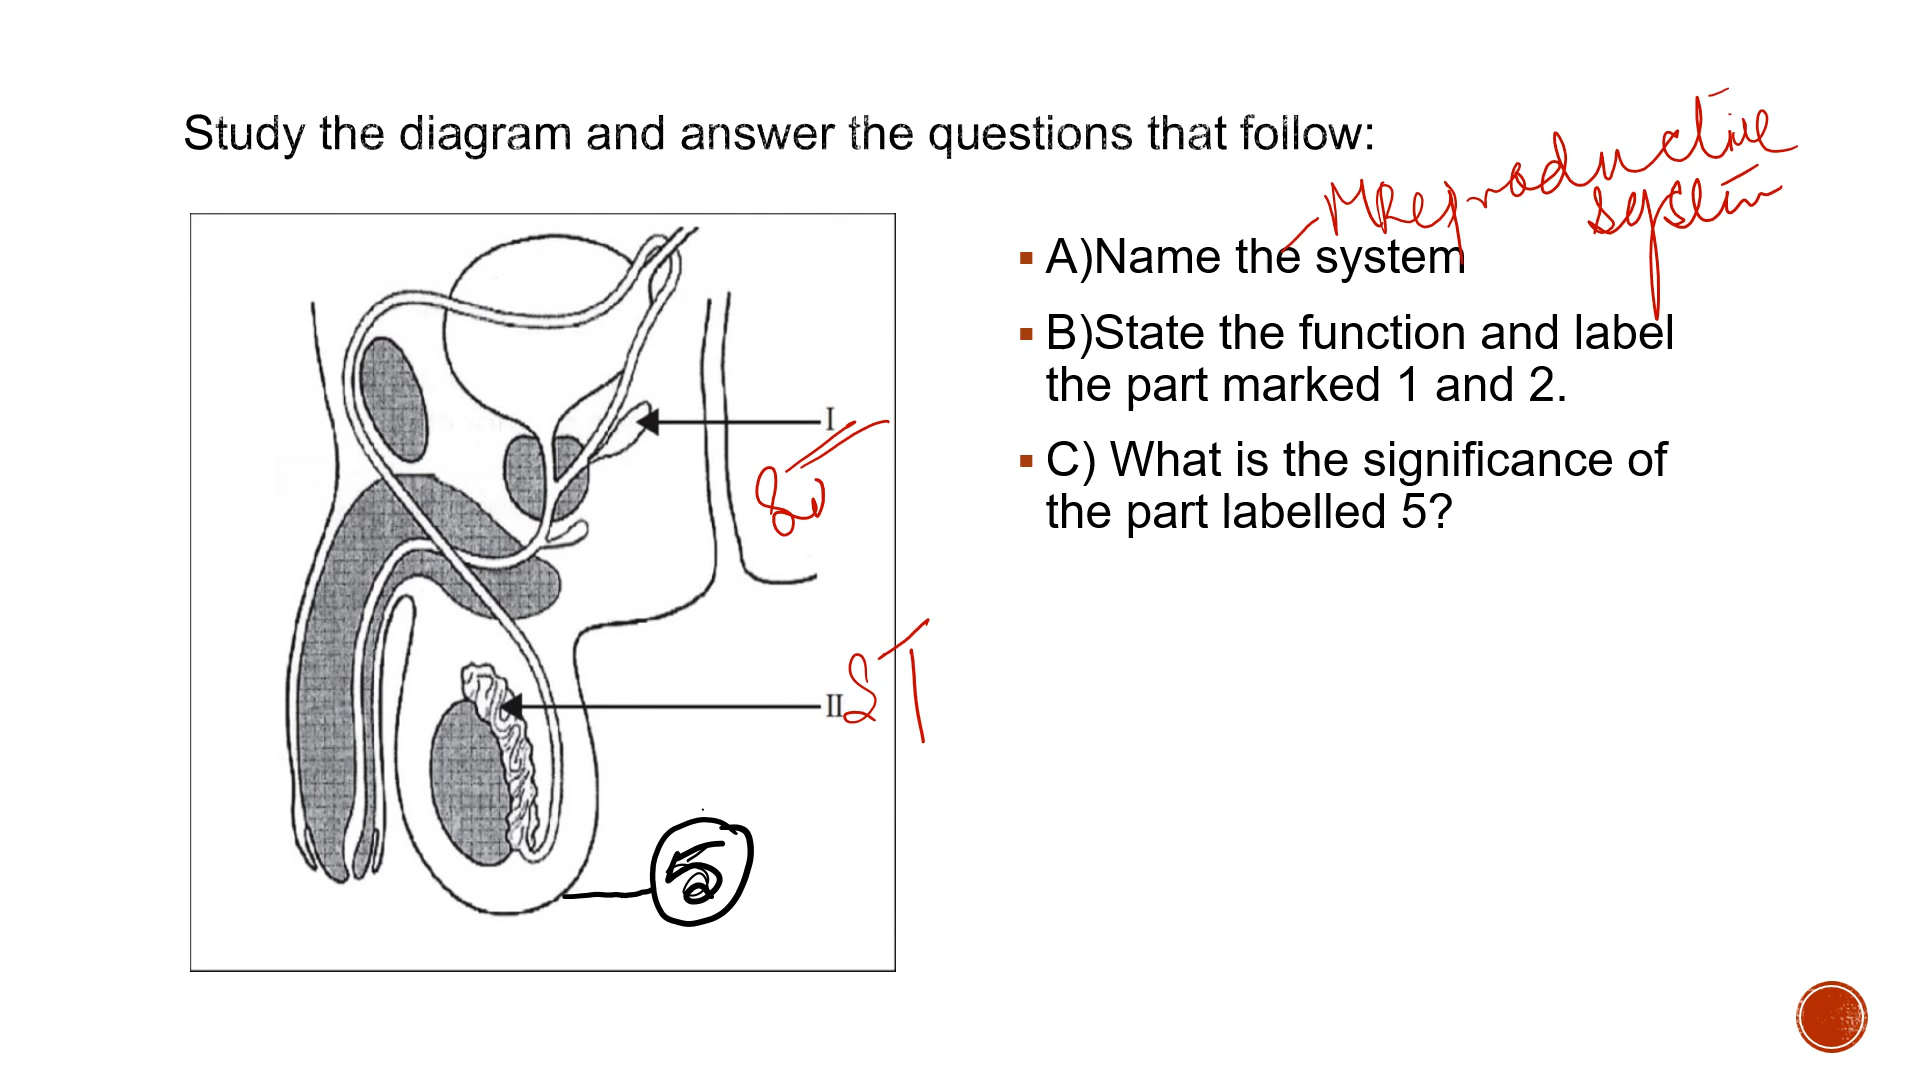 Study the diagram and answer the questions that follow:
MReproductive
system
A)Name the system
B)State the function and label
the part marked 1 and 2.
C) What is the significance of
the part labelled 5?
I
SV
II ST
5